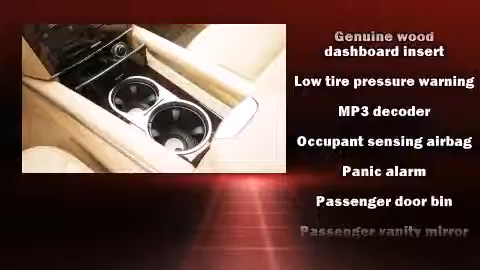 Genuine wood
dashboard insert
Low tire pressure warning
MP3 decoder
Occupant sensing airbag
Panic alarm
Passenger door bin
Passenger vanity mirror